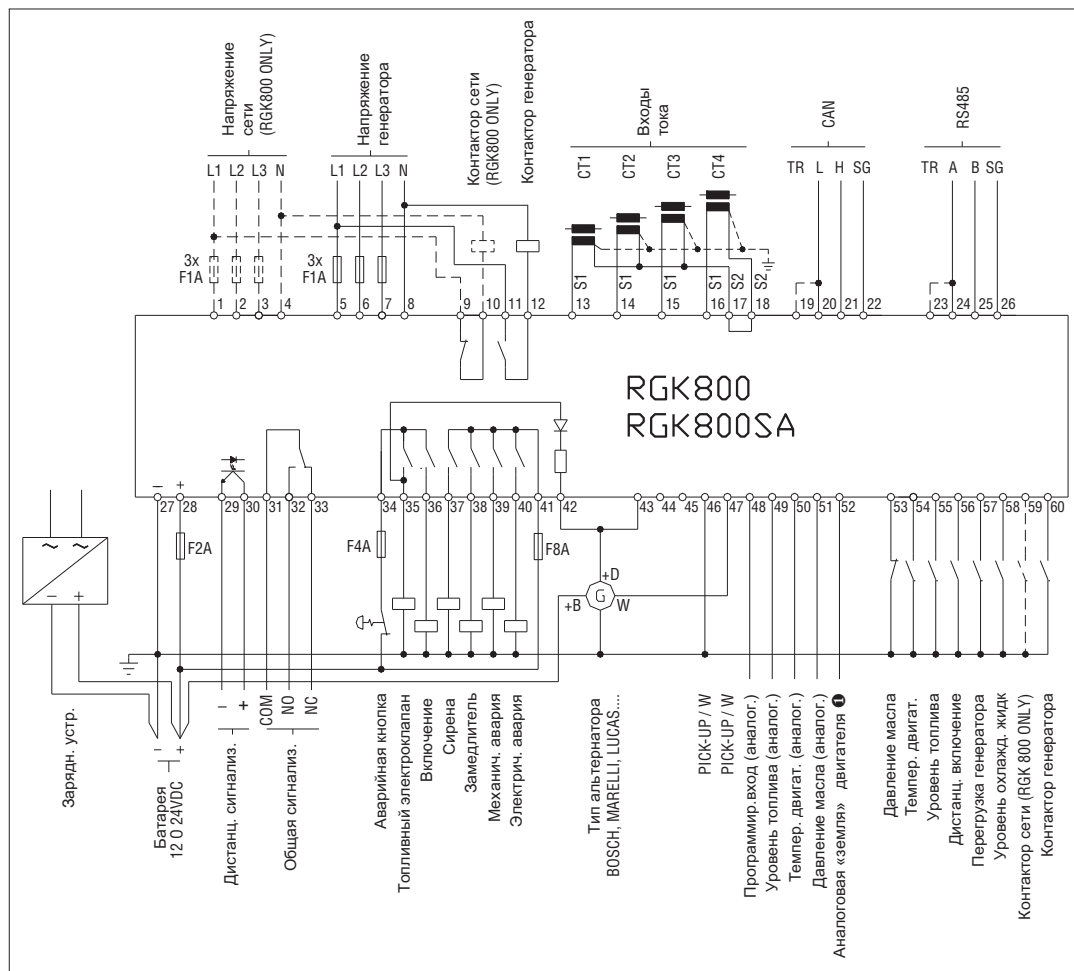 Напряжение
сети
(RGK800 ONLY)
Напряжение
генератора
Контактор сети
(RGK800 ONLY)
Контактор генератора
Входы
тока
CAN
RS485
L1 L2 L3 N
L1 L2 L3 N
CT1
CT2
CT3
CT4
TR L H SG
TR A B SG
3x
F1A
3x
F1A
S1
S1
S1
S1
S2
S2
1 2 3 4 5 6 7 8 9 10 11 12 13 14 15 16 17 18 19 20 21 22 23 24 25 26
RGK800
RGK800SA
– +
27 28 29 30 31 32 33 34 35 36 37 38 39 40 41 42 43 44 45 46 47 48 49 50 51 52 53 54 55 56 57 58 59 60
~ ~
– +
F2A
F4A
F8A
+D
+B
G
W
– +
– +
COM
NO
NC
Зарядн. устр.
Батарея
12 0 24VDC
Дистанц. сигнализ.
Общая сигнализ.
Аварийная кнопка
Топливный электроклапан
Включение
Сирена
Замедлитель
Механич. авария
Электрич. авария
Тип альтернатора
BOSCH, MARELLI, LUCAS....
PICK-UP / W
PICK-UP / W
Программир.вход (аналог.)
Уровень топлива (аналог.)
Темпер. двигат. (аналог.)
Давление масла (аналог.)
Аналоговая «земля» двигателя ❶
Давление масла
Темпер. двигат.
Уровень топлива
Дистанц. включение
Перегрузка генератора
Уровень охлажд. жидк
Контактор сети (RGK 800 ONLY)
Контактор генератора